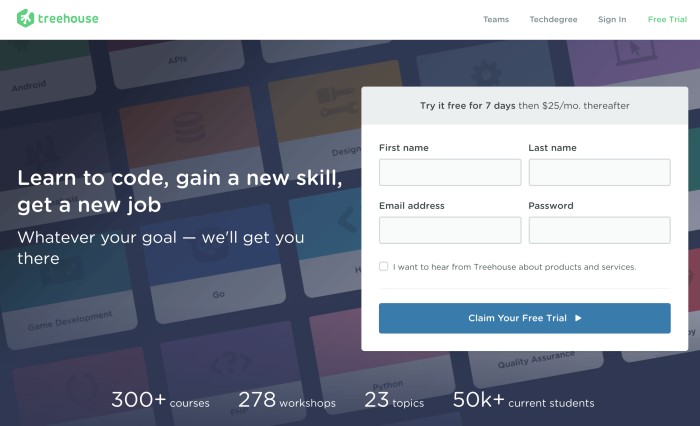 treehouse
Teams
Techdegree
Sign In
Free Trial
Android
APIs
Design
Game Development
Go
PHP
Python
Quality Assurance
Learn to code, gain a new skill,
get a new job
Whatever your goal — we'll get you
there
Try it free for 7 days then $25/mo. thereafter
First name
Last name
Email address
Password
I want to hear from Treehouse about products and services.
Claim Your Free Trial
300+ courses
278 workshops
23 topics
50k+ current students